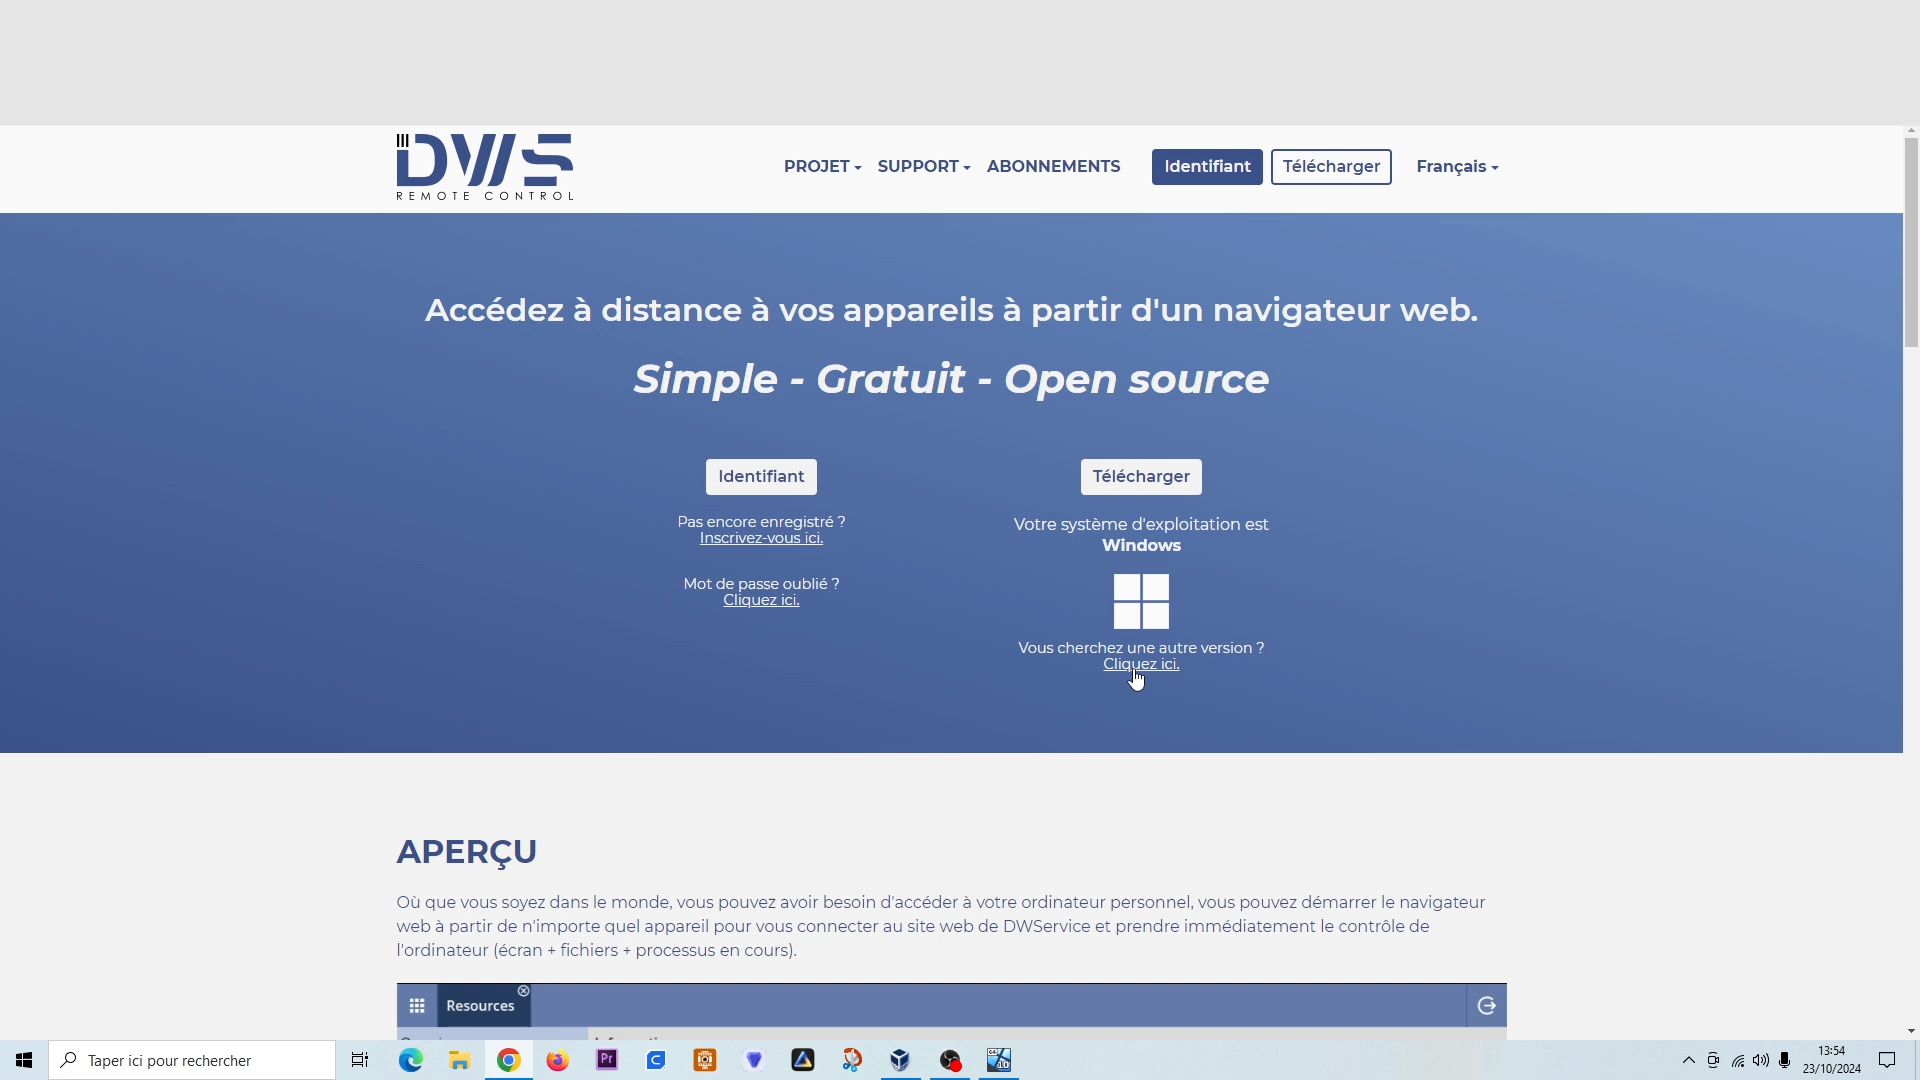 DWS
REMOTE CONTROL
PROJET
SUPPORT
ABONNEMENTS
Identifiant
Télécharger
Français
Accédez à distance à vos appareils à partir d'un navigateur web.
Simple - Gratuit - Open source
Identifiant
Pas encore enregistré ?
Inscrivez-vous ici.
Mot de passe oublié ?
Cliquez ici.
Télécharger
Votre système d'exploitation est
Windows
Vous cherchez une autre version ?
Cliquez ici.
APERÇU
Où que vous soyez dans le monde, vous pouvez avoir besoin d'accéder à votre ordinateur personnel, vous pouvez démarrer le navigateur
web à partir de n'importe quel appareil pour vous connecter au site web de DWService et prendre immédiatement le contrôle de
l'ordinateur (écran + fichiers + processus en cours).
Resources
Taper ici pour rechercher
Pr
13:54
23/10/2024